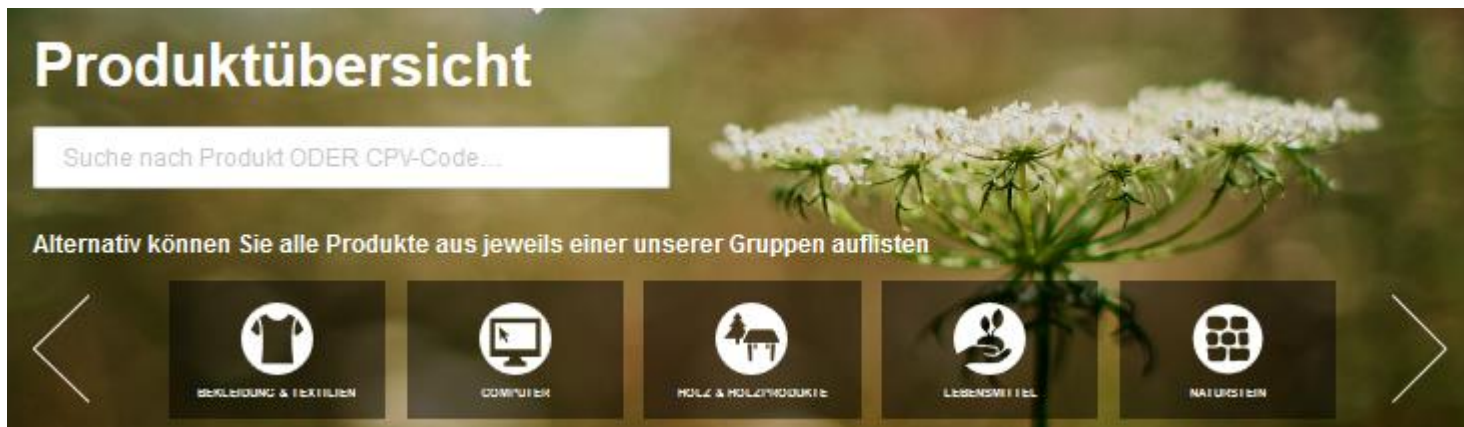 Produktübersicht
Suche nach Produkt ODER CPV-Code...
Alternativ können Sie alle Produkte aus jeweils einer unserer Gruppen auflisten
BEKLEIDUNG & TEXTILIEN
COMPUTER
HOLZ & HOLZPRODUKTE
LEBENSMITTEL
NATURSTEIN